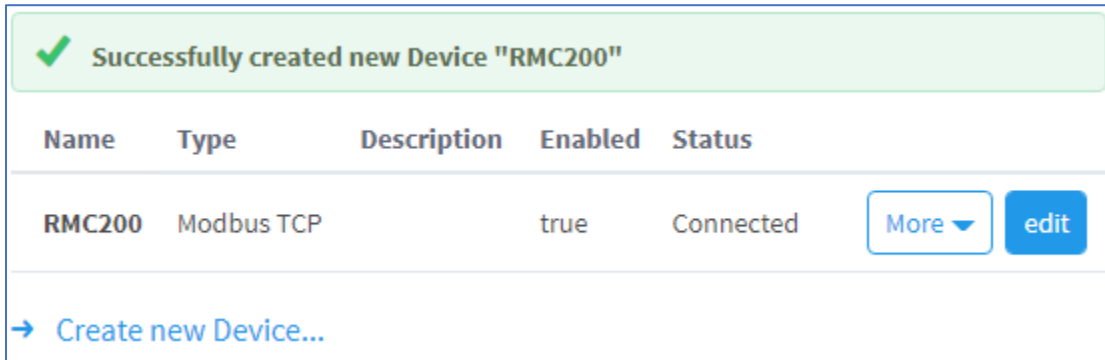 Successfully created new Device "RMC200"
Name Type Description Enabled Status
RMC200 Modbus TCP true Connected More edit
Create new Device...